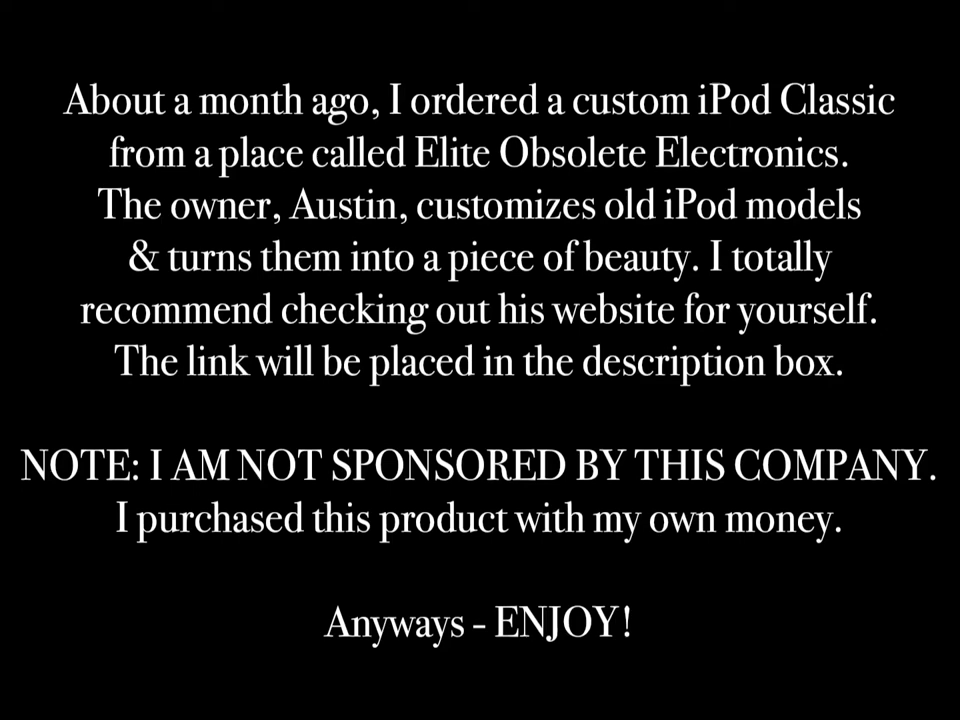 About a month ago, I ordered a custom iPod Classic
from a place called Elite Obsolete Electronics.
The owner, Austin, customizes old iPod models
& turns them into a piece of beauty. I totally
recommend checking out his website for yourself.
The link will be placed in the description box.
NOTE: I AM NOT SPONSORED BY THIS COMPANY.
I purchased this product with my own money.
Anyways - ENJOY!